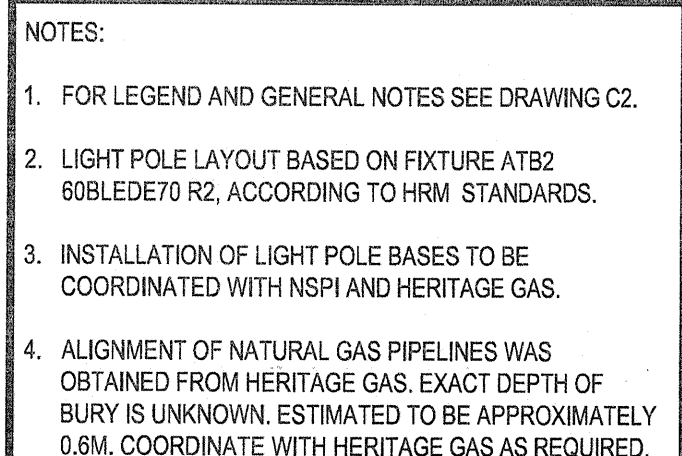 NOTES:
1. FOR LEGEND AND GENERAL NOTES SEE DRAWING C2.
2. LIGHT POLE LAYOUT BASED ON FIXTURE ATB2
60BLEDE70 R2, ACCORDING TO HRM STANDARDS.
3. INSTALLATION OF LIGHT POLE BASES TO BE
COORDINATED WITH NSPI AND HERITAGE GAS.
4. ALIGNMENT OF NATURAL GAS PIPELINES WAS
OBTAINED FROM HERITAGE GAS. EXACT DEPTH OF
BURY IS UNKNOWN. ESTIMATED TO BE APPROXIMATELY
0.6M. COORDINATE WITH HERITAGE GAS AS REQUIRED.